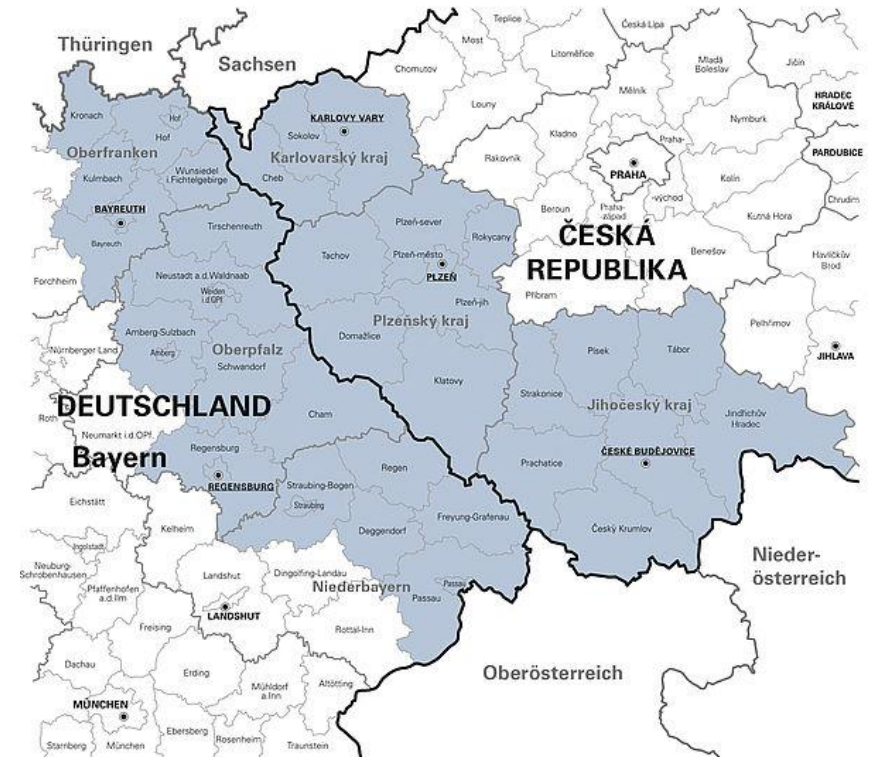 Thüringen
Sachsen
Teplice
Most
Chomutov
Česká Lípa
Litoměřice
Mladá
Boleslav
Jičín
Louny
Mělník
HRADEC
KRÁLOVÉ
Nymburk
Kladno
Rakovník
Praha-
PRAHA
-východ
Praha-
-západ
Beroun
Kolín
PARDUBICE
Chrudim
Kutná Hora
Benešov
Havlíčkův
Brod
Příbram
Pelhřimov
JIHLAVA
ČESKÁ
REPUBLIKA
Kronach
Hof
Hof
Oberfranken
Kulmbach
Wunsiedel
i.Fichtelgebirge
BAYREUTH
Bayreuth
Forchheim
KARLOVY VARY
Sokolov
Karlovarský kraj
Cheb
Tirschenreuth
Neustadt a.d.Waldnaab
Weiden
i.d.OPf.
Plzeň-sever
Rokycany
Tachov
Plzeň-město
PLZEŇ
Plzeň-jih
Plzeňský kraj
Domažlice
Klatovy
Amberg-Sulzbach
Amberg
Oberpfalz
Schwandorf
Nürnberger Land
Roth
DEUTSCHLAND
Neumarkt i.d.OPf.
Bayern
Cham
Regensburg
REGENSBURG
Písek
Tábor
Strakonice
Jihočeský kraj
Jindřichův
Hradec
ČESKÉ BUDĚJOVICE
Prachatice
Český Krumlov
Regen
Straubing-Bogen
Straubing
Deggendorf
Freyung-Grafenau
Passau
Passau
Niederbayern
Eichstätt
Kelheim
Ingolstadt
Neuburg-
Schrobenhausen
Pfaffenhofen
a.d.Ilm
Landshut
LANDSHUT
Dingolfing-Landau
Rottal-Inn
Freising
Dachau
Erding
Mühldorf
a.Inn
Altötting
MÜNCHEN
München
Starnberg
Ebersberg
Rosenheim
Traunstein
Nieder-
österreich
Oberösterreich